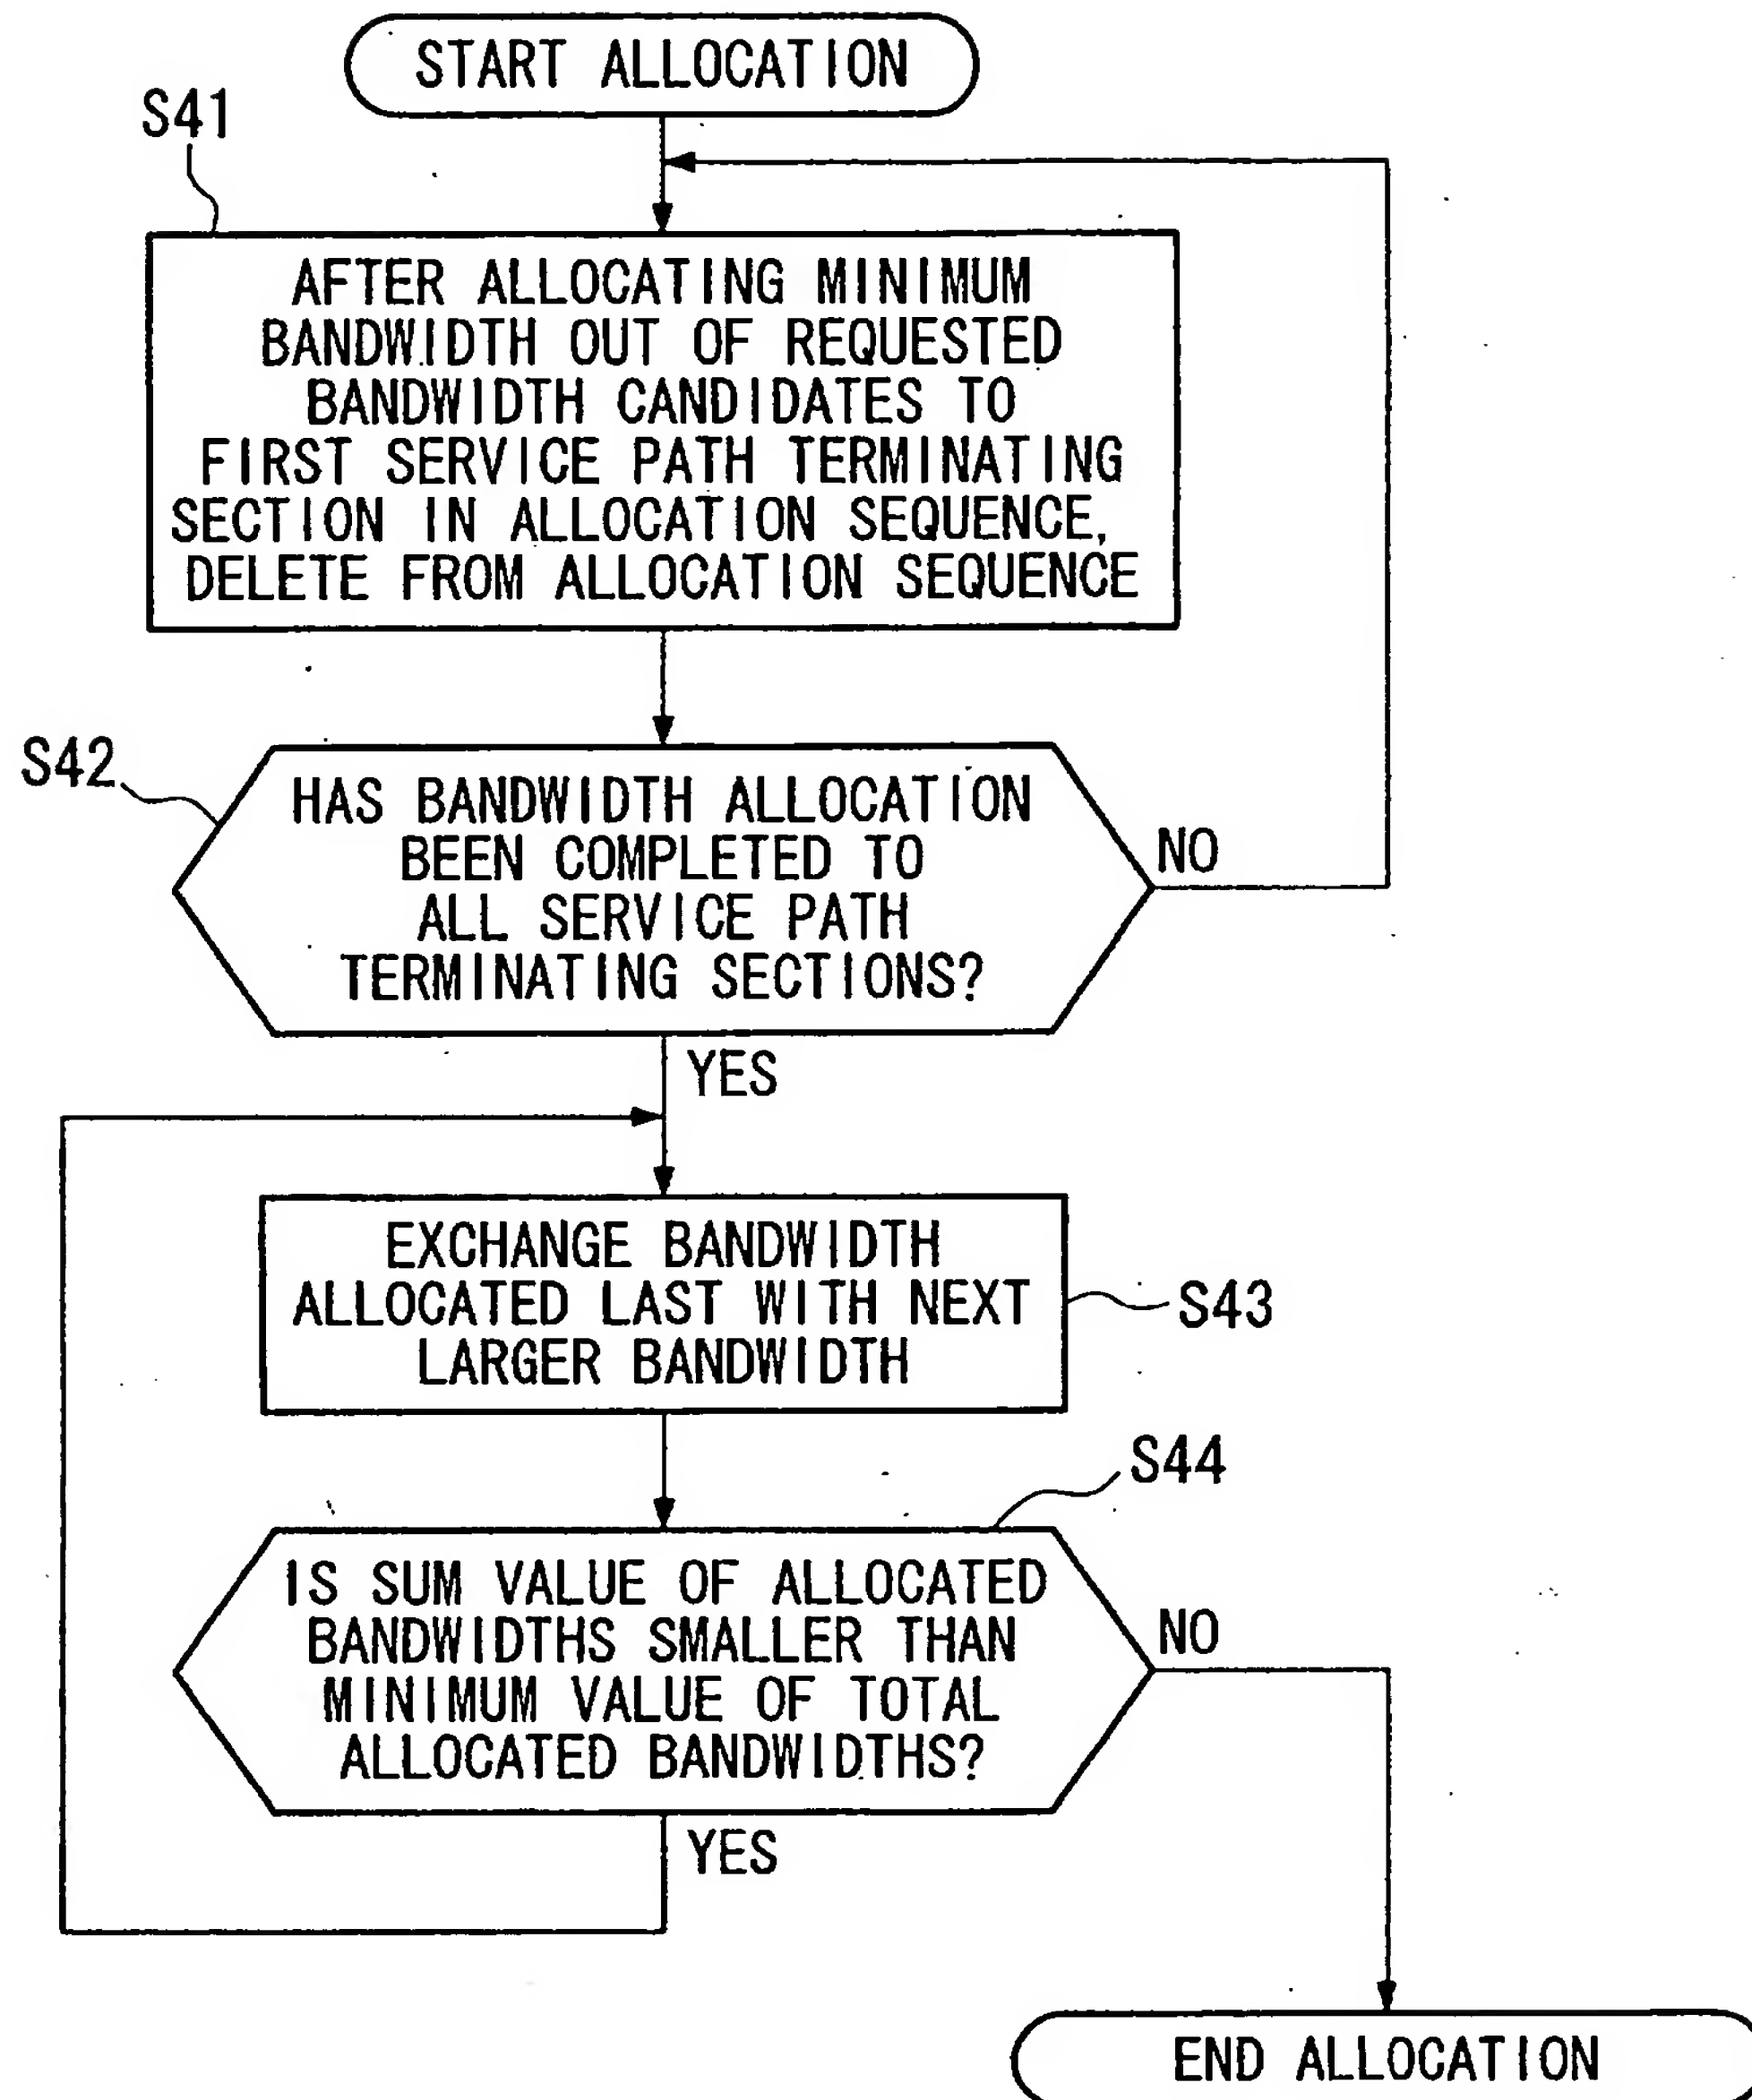 START ALLOCATION
S41
AFTER ALLOCATING MINIMUM
BANDWIDTH OUT OF REQUESTED
BANDWIDTH CANDIDATES TO
FIRST SERVICE PATH TERMINATING
SECTION IN ALLOCATION SEQUENCE,
DELETE FROM ALLOCATION SEQUENCE
S42
HAS BANDWIDTH ALLOCATION
BEEN COMPLETED TO
ALL SERVICE PATH
TERMINATING SECTIONS?
NO
YES
EXCHANGE BANDWIDTH
ALLOCATED LAST WITH NEXT
LARGER BANDWIDTH
S43
S44
IS SUM VALUE OF ALLOCATED
BANDWIDTHS SMALLER THAN
MINIMUM VALUE OF TOTAL
ALLOCATED BANDWIDTHS?
NO
YES
END ALLOCATION